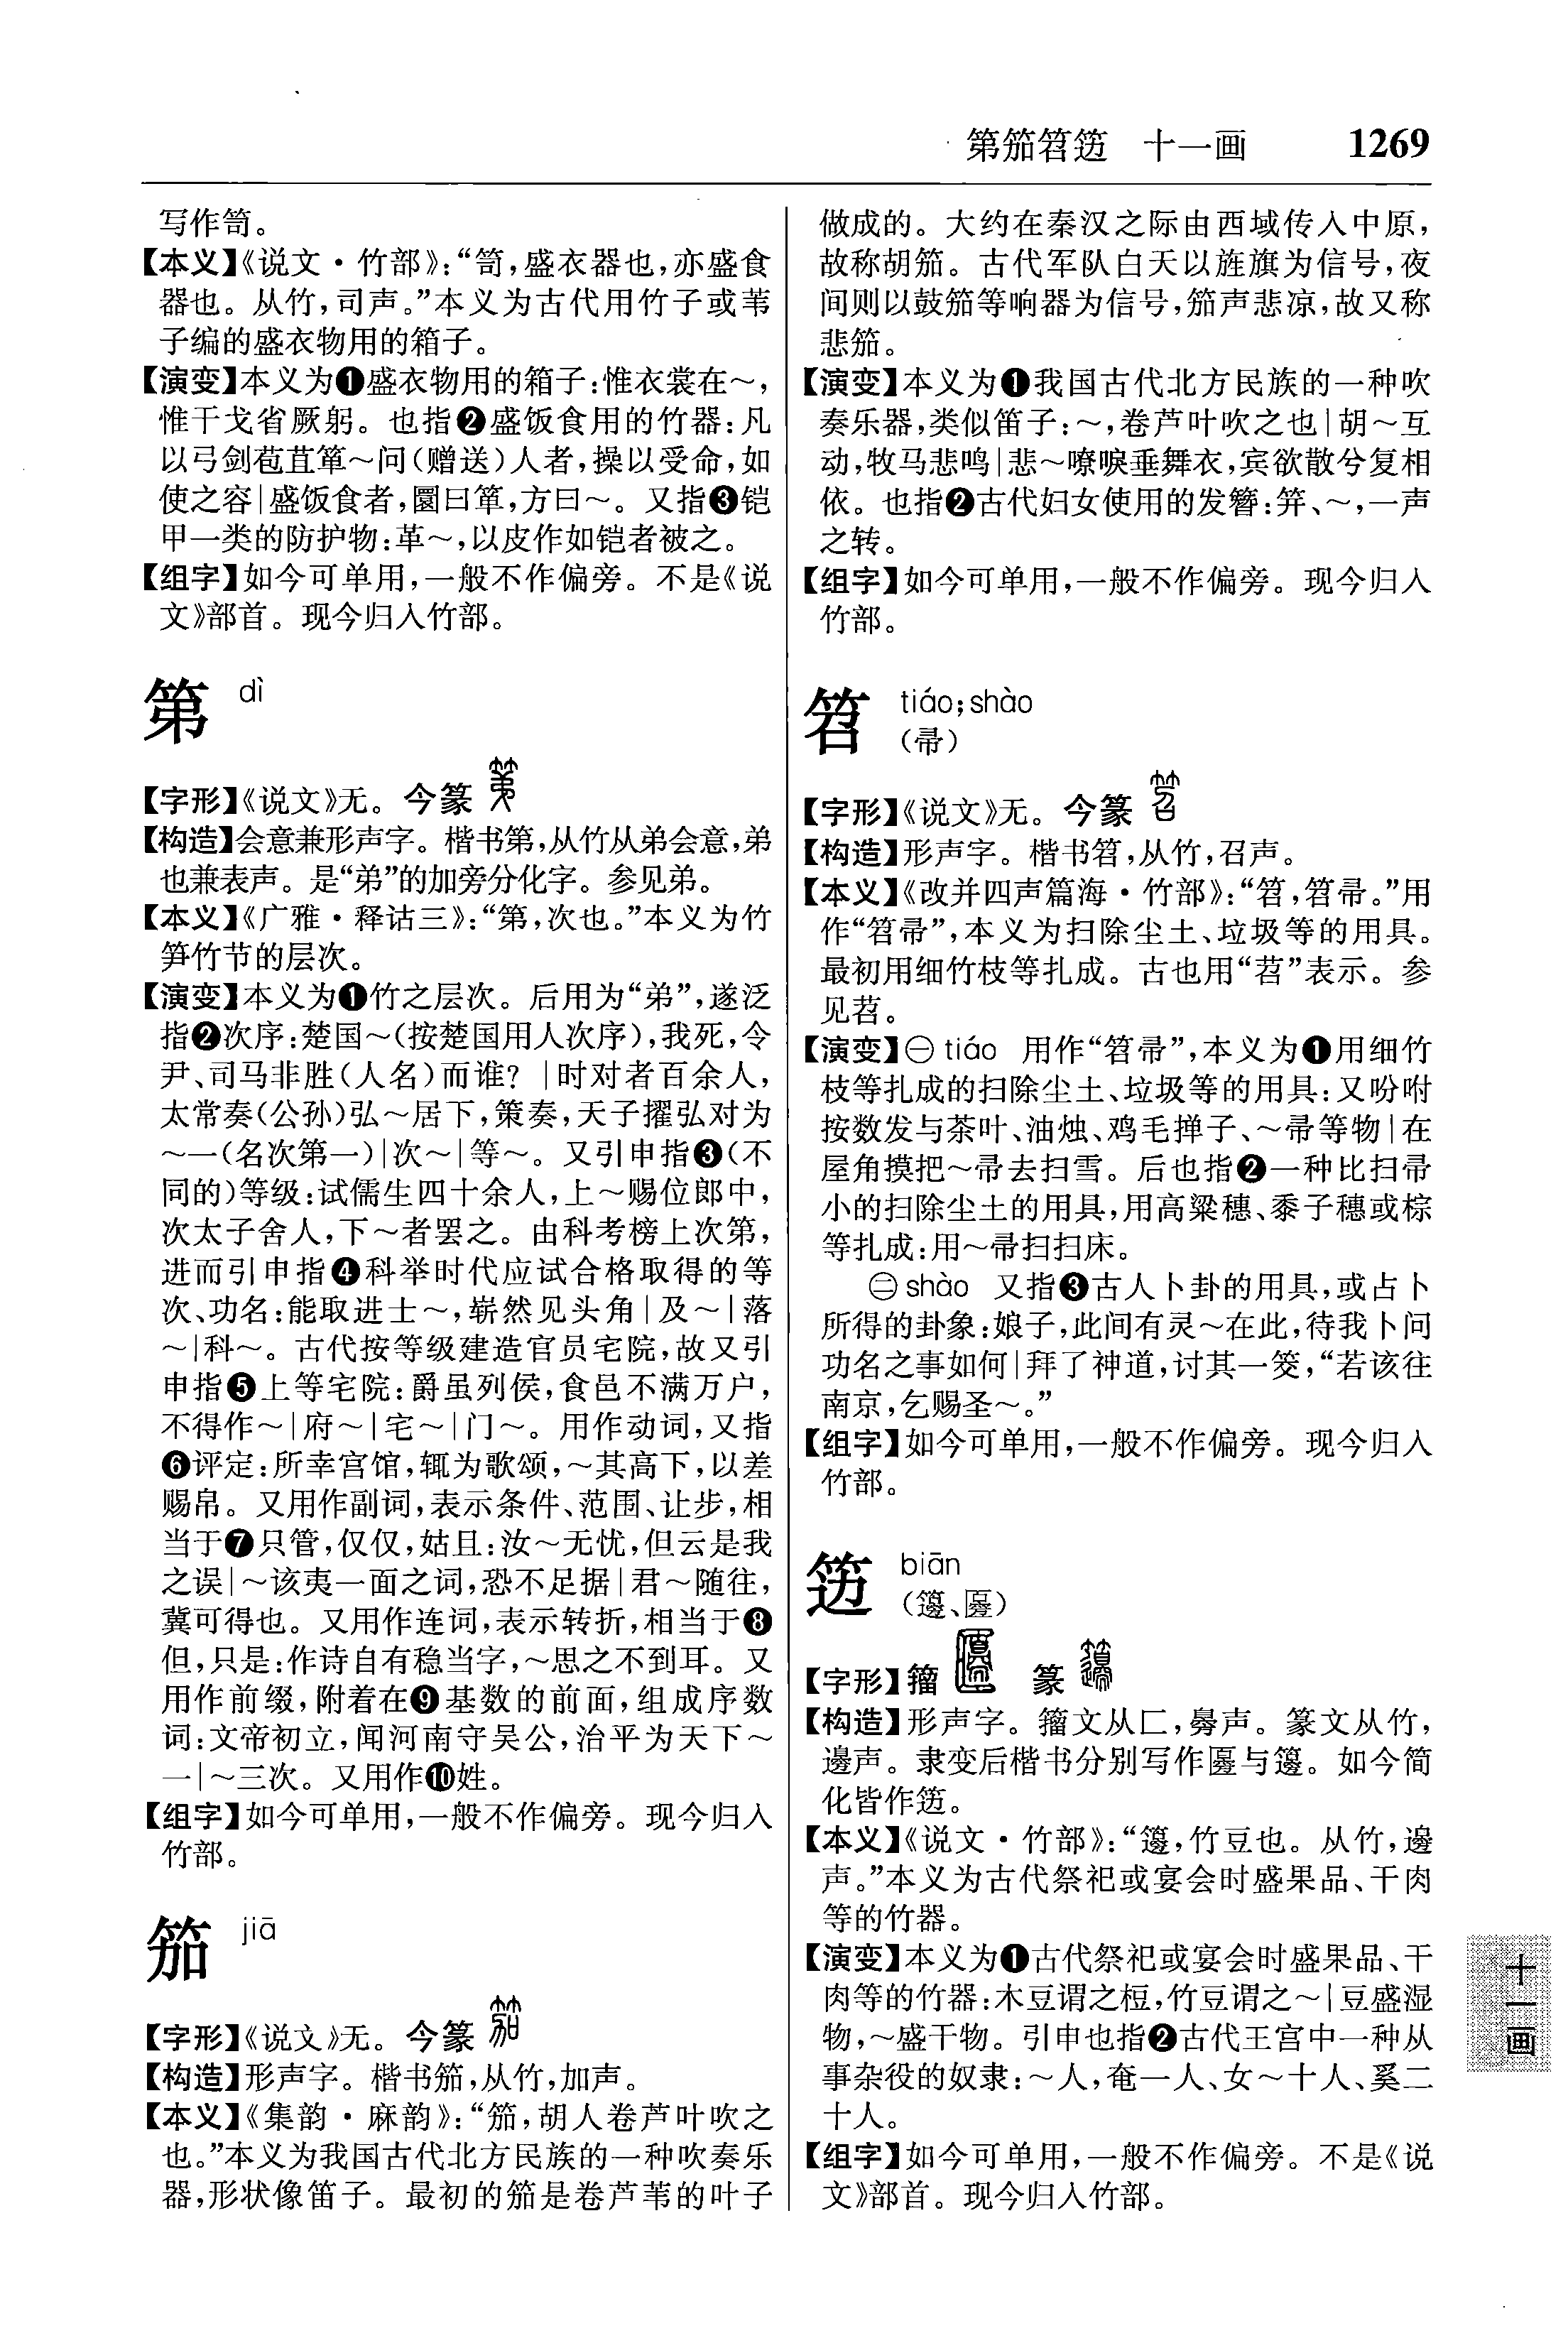 第笳笤笾　十一画　1269
写作笥。
【本义】《说文·竹部》：“笥，盛衣器也，亦盛食
器也。从竹，司声。”本义为古代用竹子或苇
子编的盛衣物用的箱子。
【演变】本义为❶盛衣物用的箱子：惟衣裳在～，
惟干戈省厥躬。也指❷盛饭食用的竹器：凡
以弓剑苞苴箪～问（赠送）人者，操以受命，如
使之容｜盛饭食者，圜曰箪，方曰～。又指❸铠
甲一类的防护物：革～，以皮作如铠者被之。
【组字】如今可单用，一般不作偏旁。不是《说
文》部首。现今归入竹部。
第　dì
【字形】《说文》无。今篆
【构造】会意兼形声字。楷书第，从竹从弟会意，弟
也兼表声。是“弟”的加旁分化字。参见弟。
【本义】《广雅·释诂三》：“第，次也。”本义为竹
笋竹节的层次。
【演变】本义为❶竹之层次。后用为“弟”，遂泛
指❷次序：楚国～（按楚国用人次序），我死，令
尹、司马非胜（人名）而谁？｜时对者百余人，
太常奏（公孙）弘～居下，策奏，天子擢弘对为
～一（名次第一）｜次～｜等～。又引申指❸（不
同的）等级：试儒生四十余人，上～赐位郎中，
次太子舍人，下～者罢之。由科考榜上次第，
进而引申指❹科举时代应试合格取得的等
次、功名：能取进士～，崭然见头角｜及～｜落
～｜科～。古代按等级建造官员宅院，故又引
申指❺上等宅院：爵虽列侯，食邑不满万户，
不得作～｜府～｜宅～｜门～。用作动词，又指
❻评定：所幸宫馆，辄为歌颂，～其高下，以差
赐帛。又用作副词，表示条件、范围、让步，相
当于❼只管，仅仅，姑且：汝～无忧，但云是我
之误｜～该夷一面之词，恐不足据｜君～随往，
冀可得也。又用作连词，表示转折，相当于❽
但，只是：作诗自有稳当字，～思之不到耳。又
用作前缀，附着在❾基数的前面，组成序数
词：文帝初立，闻河南守吴公，治平为天下～
一｜～三次。又用作❿姓。
【组字】如今可单用，一般不作偏旁。现今归入
竹部。
笳　jiā
【字形】《说文》无。今篆
【构造】形声字。楷书笳，从竹，加声。
【本义】《集韵·麻韵》：“笳，胡人卷芦叶吹之
也。”本义为我国古代北方民族的一种吹奏乐
器，形状像笛子。最初的笳是卷芦苇的叶子
做成的。大约在秦汉之际由西域传入中原，
故称胡笳。古代军队白天以旌旗为信号，夜
间则以鼓笳等响器为信号，笳声悲凉，故又称
悲笳。
【演变】本义为❶我国古代北方民族的一种吹
奏乐器，类似笛子：～，卷芦叶吹之也｜胡～互
动，牧马悲鸣｜悲～嘹唳垂舞衣，宾欲散兮复相
依。也指❷古代妇女使用的发簪：笄、～，一声
之转。
【组字】如今可单用，一般不作偏旁。现今归入
竹部。
笤　tiáo；shào
（帚）
【字形】《说文》无。今篆
【构造】形声字。楷书笤，从竹，召声。
【本义】《改并四声篇海·竹部》：“笤，笤帚。”用
作“笤帚”，本义为扫除尘土、垃圾等的用具。
最初用细竹枝等扎成。古也用“苕”表示。参
见苕。
【演变】㊀tiáo　用作“笤帚”，本义为❶用细竹
枝等扎成的扫除尘土、垃圾等的用具：又吩咐
按数发与茶叶、油烛、鸡毛掸子、～帚等物｜在
屋角摸把～帚去扫雪。后也指❷一种比扫帚
小的扫除尘土的用具，用高粱穗、黍子穗或棕
等扎成：用～帚扫扫床。
㊁shào　又指❸古人卜卦的用具，或占卜
所得的卦象：娘子，此间有灵～在此，待我卜问
功名之事如何｜拜了神道，讨其一筊，“若该往
南京，乞赐圣～。”
【组字】如今可单用，一般不作偏旁。现今归入
竹部。
笾　biān
（籩、匾）
【字形】籀　篆
【构造】形声字。籀文从匚，臱声。篆文从竹，
邊声。隶变后楷书分别写作与籩。如今简
化皆作笾。
【本义】《说文·竹部》：“籩，竹豆也。从竹，邊
声。”本义为古代祭祀或宴会时盛果品、干肉
等的竹器。
【演变】本义为❶古代祭祀或宴会时盛果品、干
肉等的竹器：木豆谓之梪，竹豆谓之～｜豆盛湿
物，～盛干物。引申也指❷古代王宫中一种从
事杂役的奴隶：～人，奄一人、女～十人、奚二
十人。
【组字】如今可单用，一般不作偏旁。不是《说
文》部首。现今归入竹部。
十一画